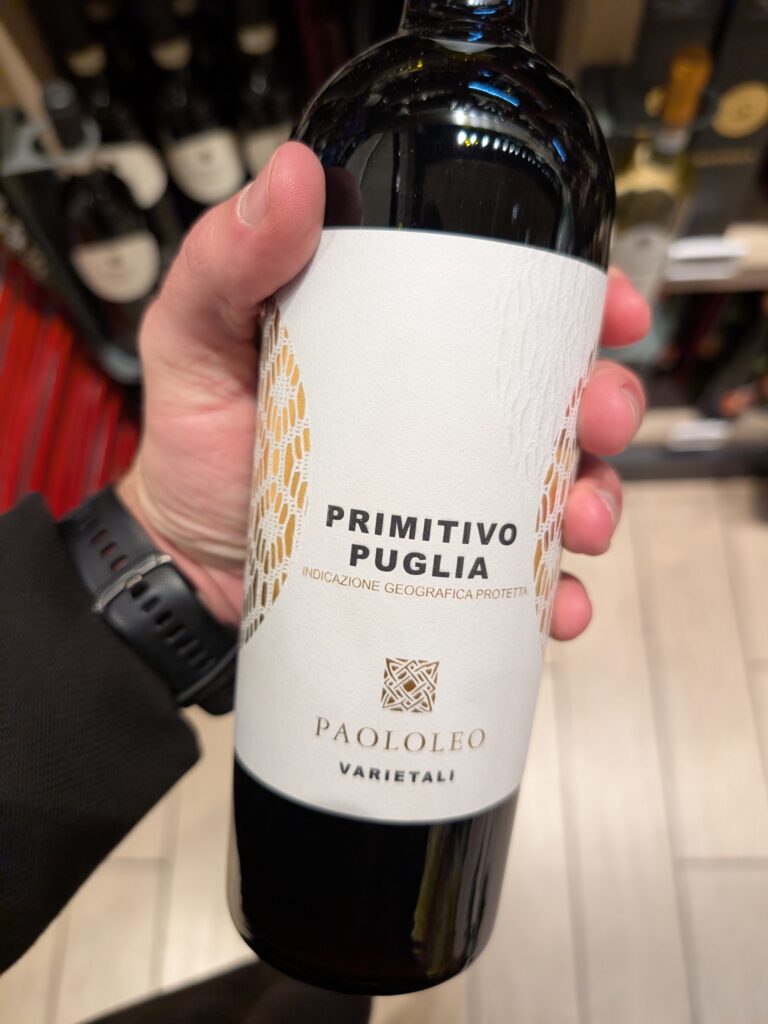 PRIMITIVO
PUGLIA
INDICAZIONE GEOGRAFICA PROTETTA
PAOLOLEO
VARIETALI